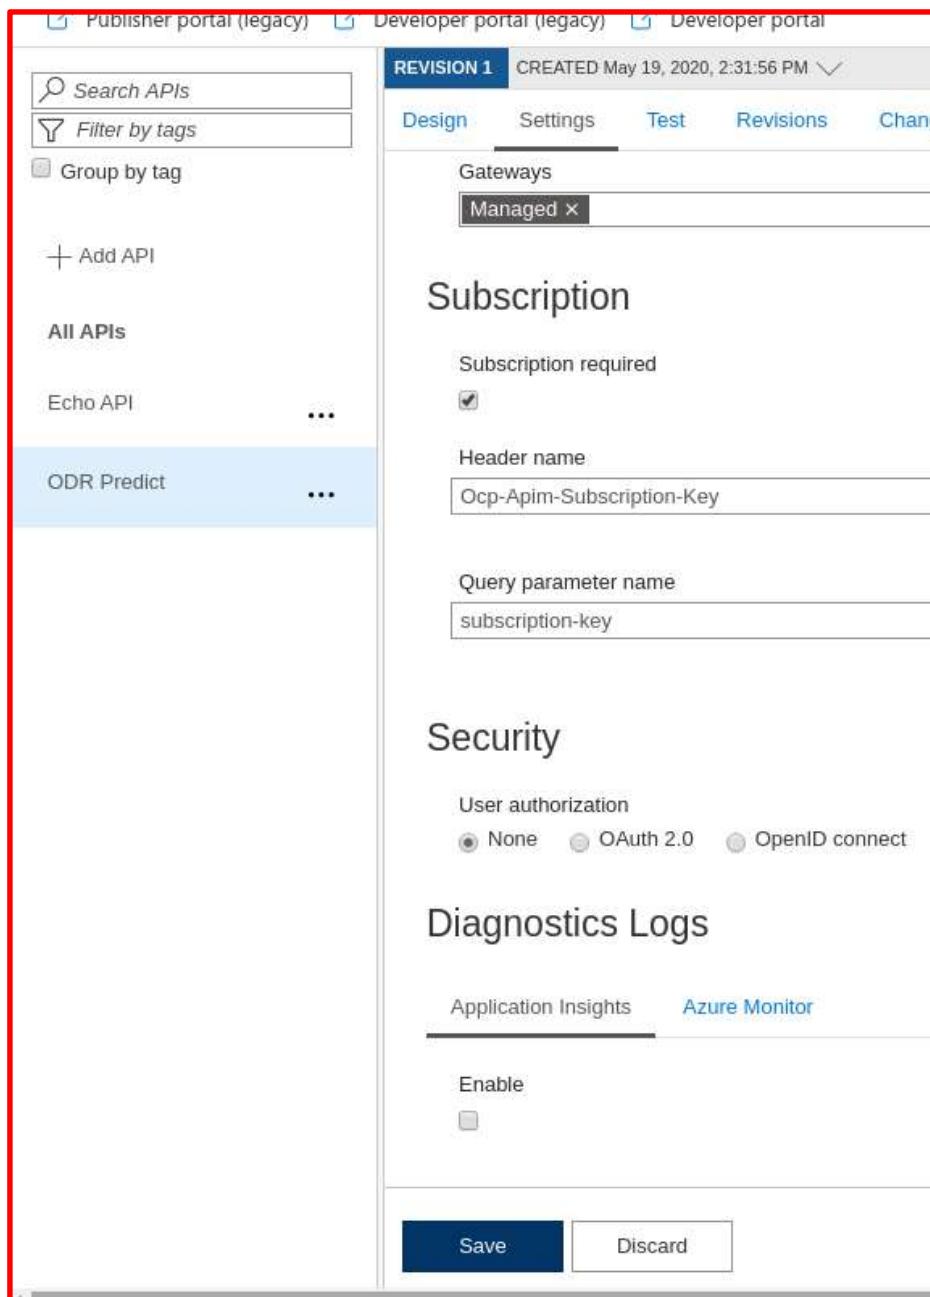 Publisher portal (legacy) Developer portal (legacy) Developer portal
Search APIs
Filter by tags
Group by tag
Add API
All APIs
Echo API
...
ODR Predict
...
REVISION 1 CREATED May 19, 2020, 2:31:56 PM
Design Settings Test Revisions Chan
Gateways
Managed ×
Subscription
Subscription required
Header name
Ocp-Apim-Subscription-Key
Query parameter name
subscription-key
Security
User authorization
None OAuth 2.0 OpenID connect
Diagnostics Logs
Application Insights Azure Monitor
Enable
Save Discard